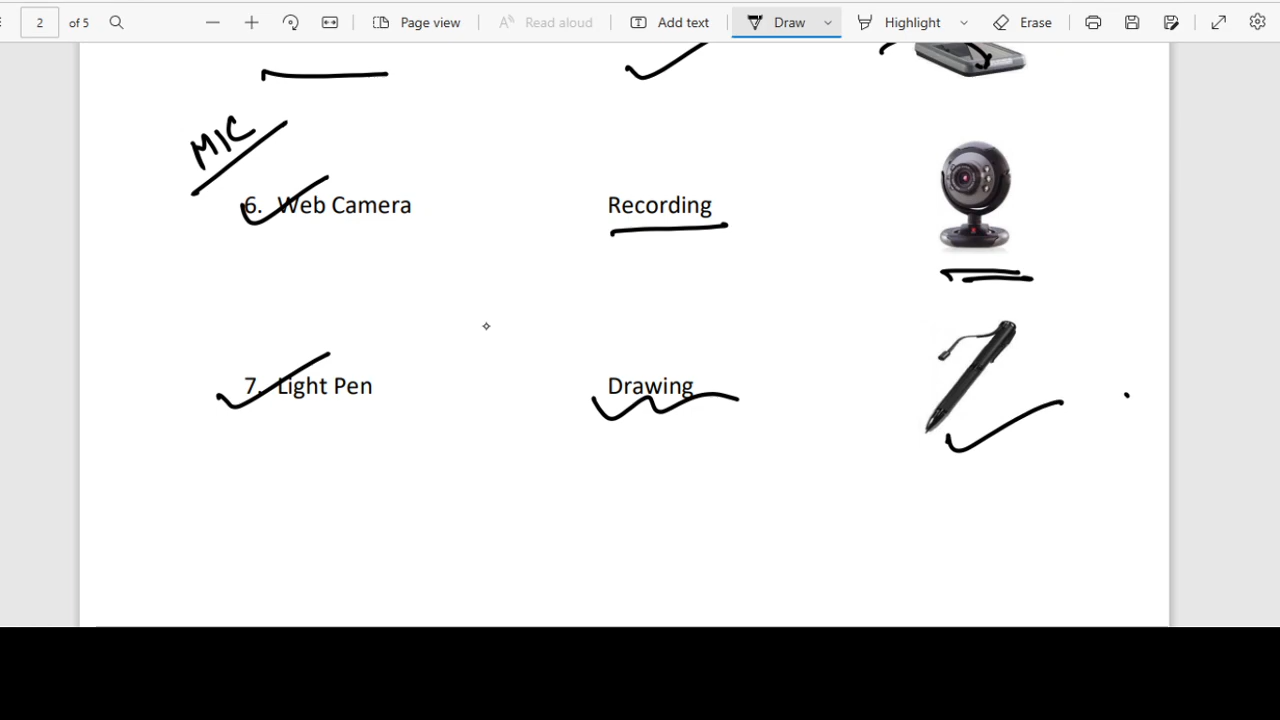 2 of 5 Page view Read aloud Add text Draw Highlight Erase
MIC
6. Web Camera Recording
7. Light Pen Drawing